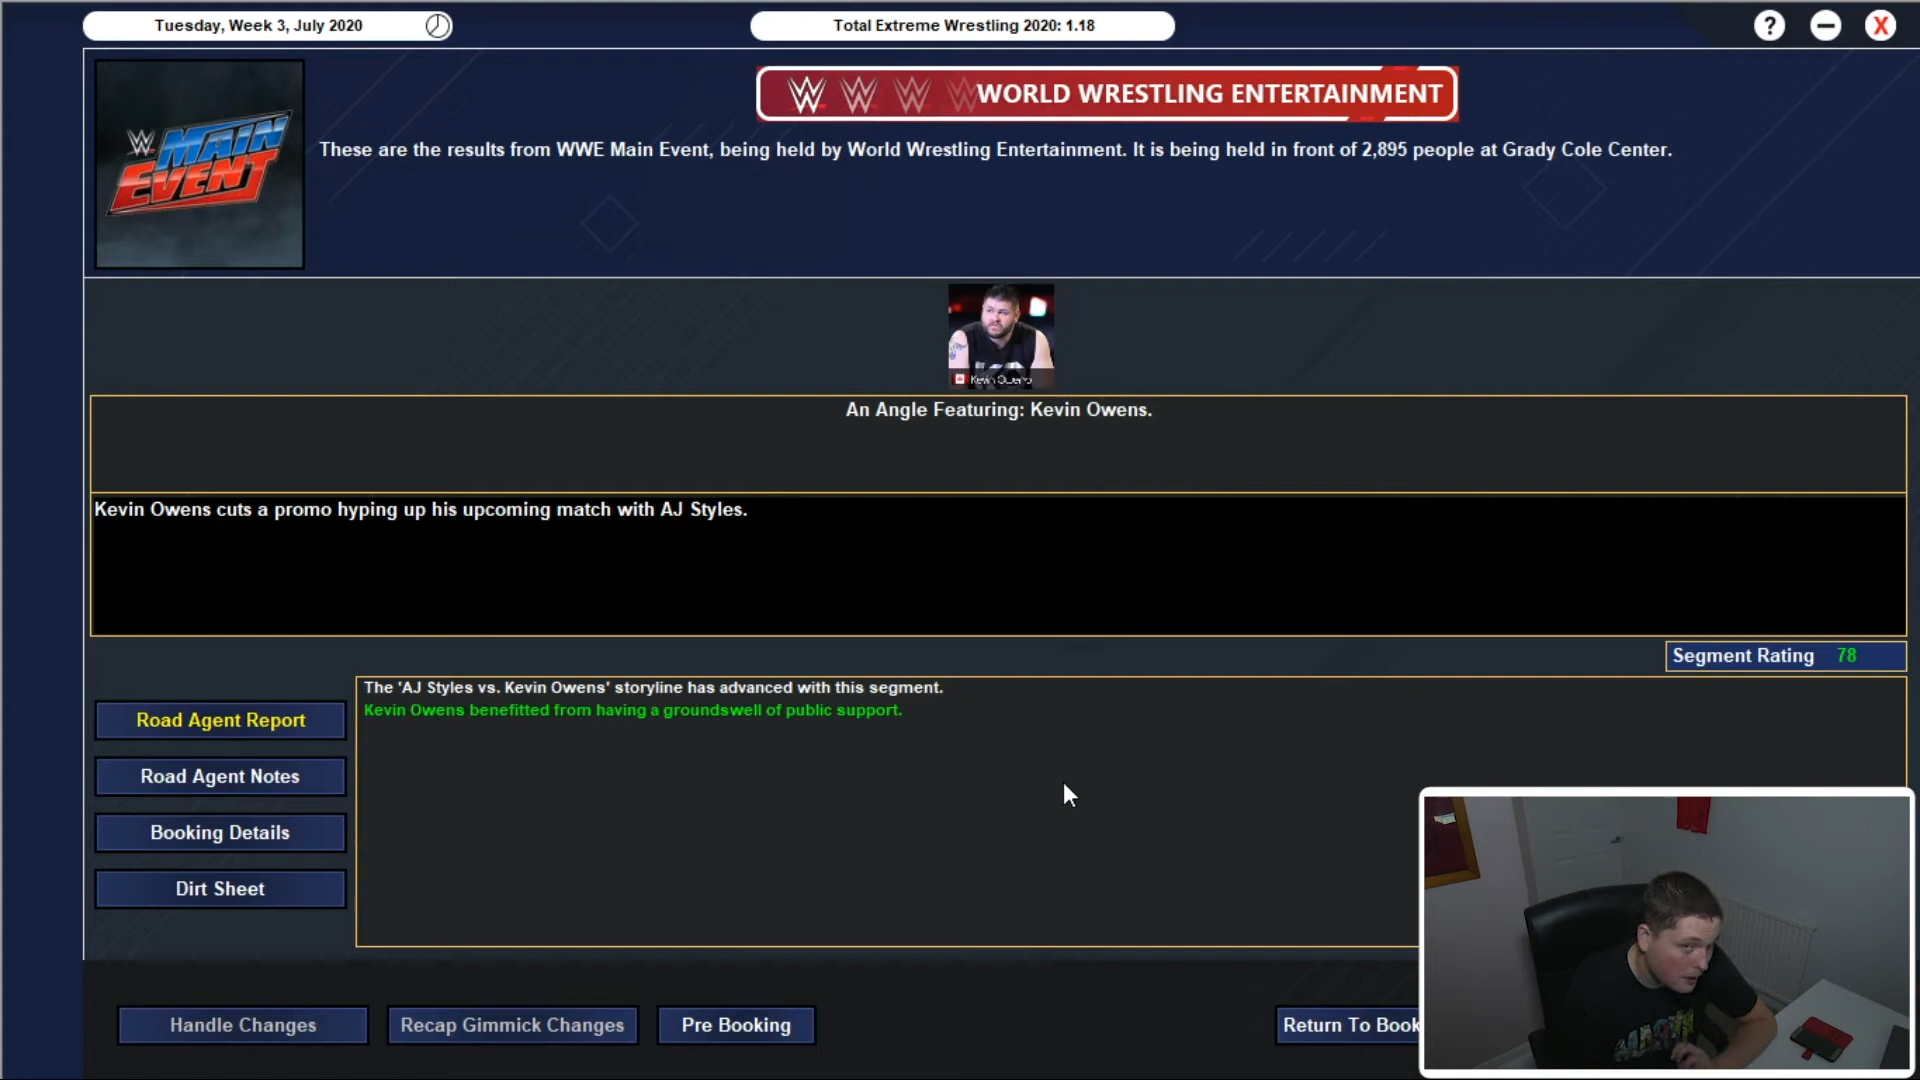 Tuesday, Week 3, July 2020
Total Extreme Wrestling 2020: 1.18
?
X
W MAIN EVENT
WORLD WRESTLING ENTERTAINMENT
These are the results from WWE Main Event, being held by World Wrestling Entertainment. It is being held in front of 2,895 people at Grady Cole Center.
Kevin Owens
An Angle Featuring: Kevin Owens.
Kevin Owens cuts a promo hyping up his upcoming match with AJ Styles.
Segment Rating 78
The 'AJ Styles vs. Kevin Owens' storyline has advanced with this segment.
Kevin Owens benefitted from having a groundswell of public support.
Road Agent Report
Road Agent Notes
Booking Details
Dirt Sheet
Handle Changes
Recap Gimmick Changes
Pre Booking
Return To Book